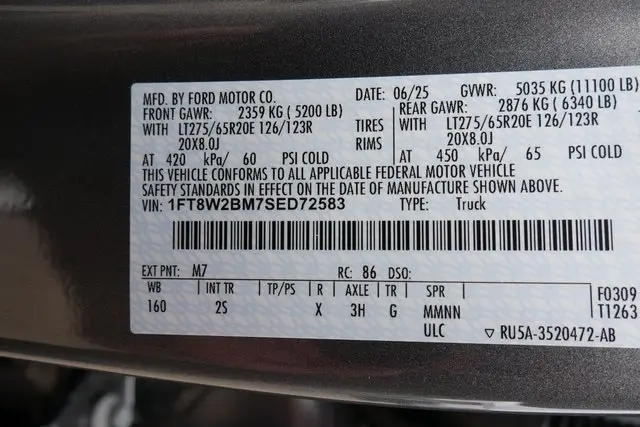 MFD. BY FORD MOTOR CO. DATE: 06/25 GVWR: 5035 KG (11100 LB)
FRONT GAWR: 2359 KG (5200 LB) REAR GAWR: 2876 KG (6340 LB)
WITH LT275/65R20E 126/123R TIRES WITH LT275/65R20E 126/123R
20X8.0J RIMS 20X8.0J
AT 420 kPa/ 60 PSI COLD AT 450 kPa/ 65 PSI COLD
THIS VEHICLE CONFORMS TO ALL APPLICABLE FEDERAL MOTOR VEHICLE
SAFETY STANDARDS IN EFFECT ON THE DATE OF MANUFACTURE SHOWN ABOVE.
VIN: 1FT8W2BM7SED72583 TYPE: Truck
EXT PNT: M7 RC: 86 DSO:
WB INT TR TP/PS R AXLE TR SPR F0309
160 2S X 3H G MMNN T1263
ULC ▽ RU5A-3520472-AB